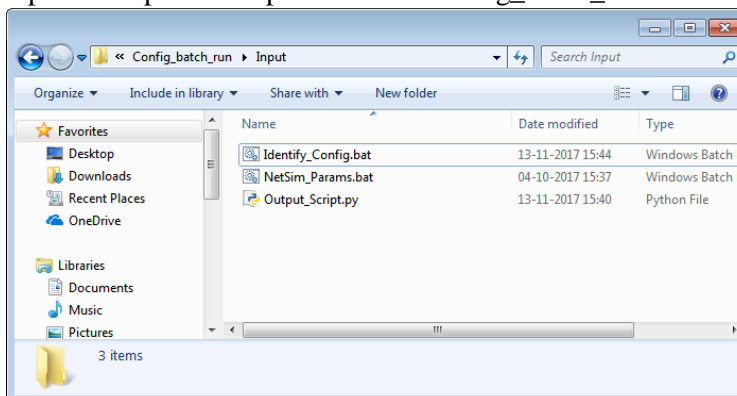 « Config_batch_run ▸ Input Search Input
Organize Include in library Share with New folder
Favorites
Desktop
Downloads
Recent Places
OneDrive
Libraries
Documents
Music
Pictures
Name Date modified Type
Identify_Config.bat 13-11-2017 15:44 Windows Batch
NetSim_Params.bat 04-10-2017 15:37 Windows Batch
Output_Script.py 13-11-2017 15:40 Python File
3 items